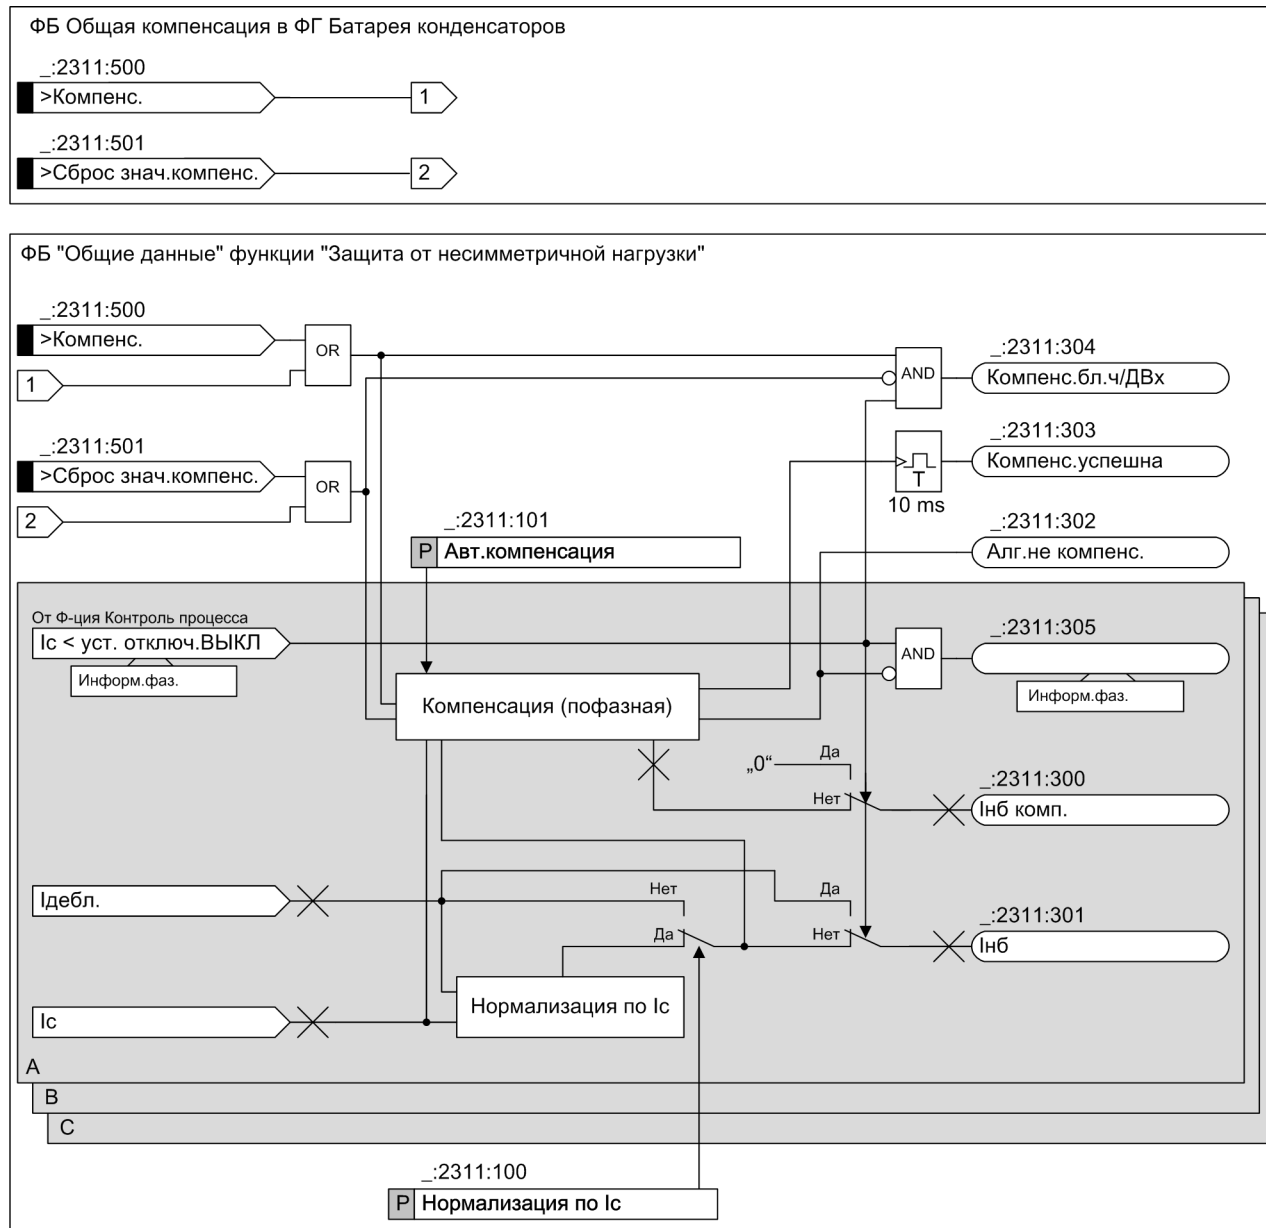 ФБ Общая компенсация в ФГ Батарея конденсаторов
_:2311:500
>Компенс.
1
_:2311:501
>Сброс знач.компенс.
2
ФБ "Общие данные" функции "Защита от несимметричной нагрузки"
_:2311:500
>Компенс.
OR
1
_:2311:304
AND
Компенс.бл.ч/ДВх
_:2311:501
>Сброс знач.компенс.
OR
2
_:2311:303
Компенс.успешна
T
10 ms
_:2311:101
P Авт.компенсация
_:2311:302
Алг.не компенс.
От Ф-ция Контроль процесса
Ic < уст. отключ.ВЫКЛ
Информ.фаз.
_:2311:305
AND
Информ.фаз.
Компенсация (пофазная)
„0“
Да
Нет
_:2311:300
Iнб комп.
Iдебл.
Нет
Да
Да
Нет
_:2311:301
Iнб
Ic
Нормализация по Ic
A
B
C
_:2311:100
P Нормализация по Ic